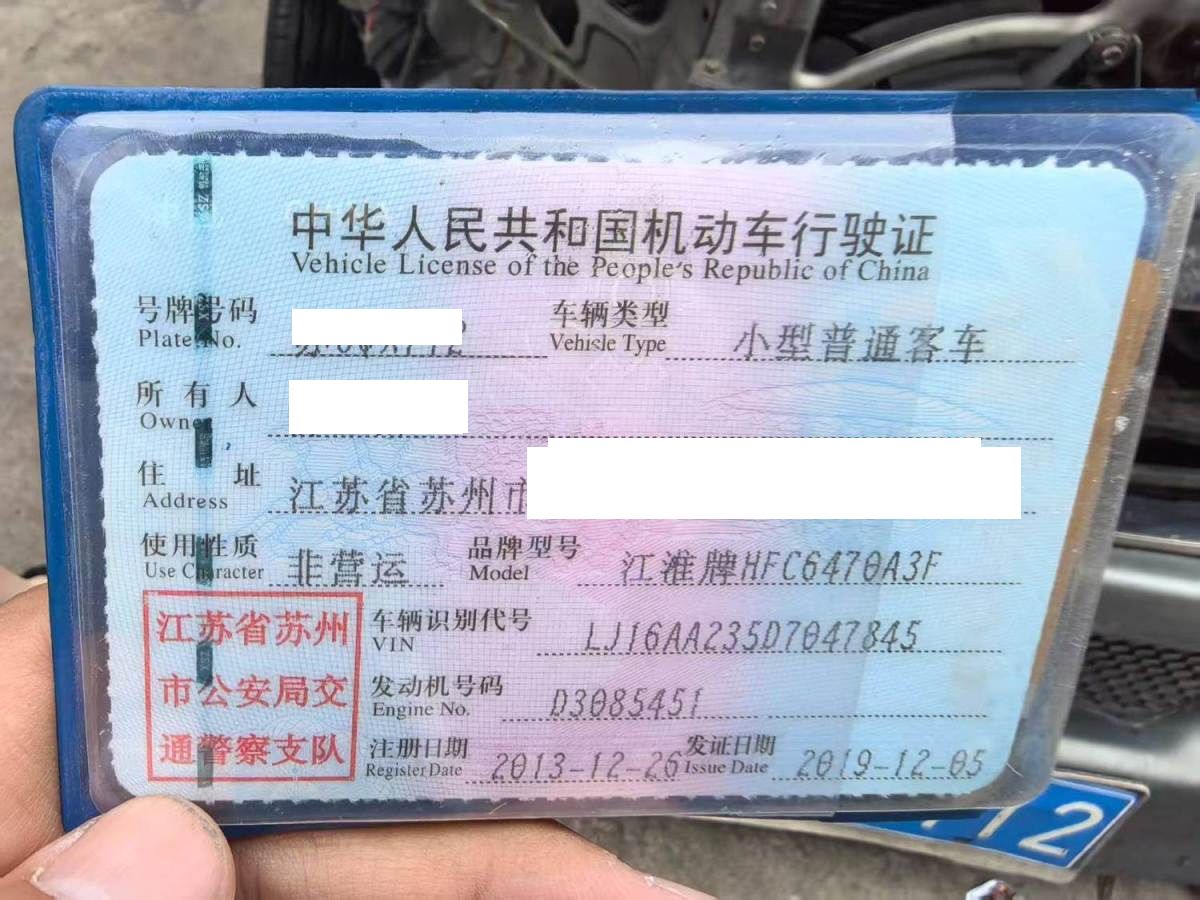 中华人民共和国机动车行驶证
Vehicle License of the People's Republic of China
号牌号码 车辆类型 小型普通客车
Plate No. Vehicle Type
所有人
Owner
住址 江苏省苏州市
Address
使用性质 非营运 品牌型号 江淮牌HFC6470A3F
Use Character Model
江苏省苏州
市公安局交
通警察支队
车辆识别代号 LJ16AA235D7047845
VIN
发动机号码 D3085451
Engine No.
注册日期 2013-12-26 发证日期 2019-12-05
Register Date Issue Date
12